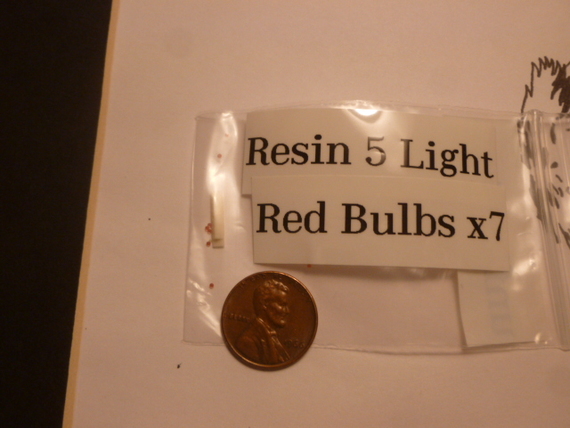 Resin 5 Light
Red Bulbs x7